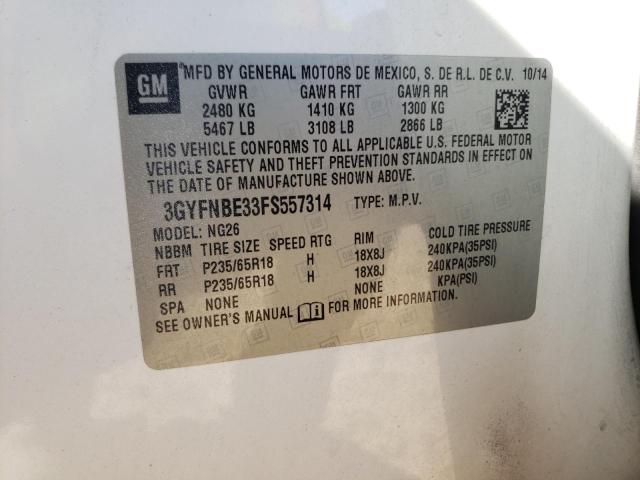 GM MFD BY GENERAL MOTORS DE MEXICO, S. DE R.L. DE C.V. 10/14
GVWR GAWR FRT GAWR RR
2480 KG 1410 KG 1300 KG
5467 LB 3108 LB 2866 LB
THIS VEHICLE CONFORMS TO ALL APPLICABLE U.S. FEDERAL MOTOR
VEHICLE SAFETY AND THEFT PREVENTION STANDARDS IN EFFECT ON
THE DATE OF MANUFACTURE SHOWN ABOVE.
3GYFNBE33FS557314 TYPE: M.P.V.
MODEL: NG26
NBBM TIRE SIZE SPEED RTG RIM COLD TIRE PRESSURE
FRT P235/65R18 H 18X8J 240KPA(35PSI)
RR P235/65R18 H 18X8J 240KPA(35PSI)
SPA NONE NONE KPA(PSI)
SEE OWNER'S MANUAL FOR MORE INFORMATION.